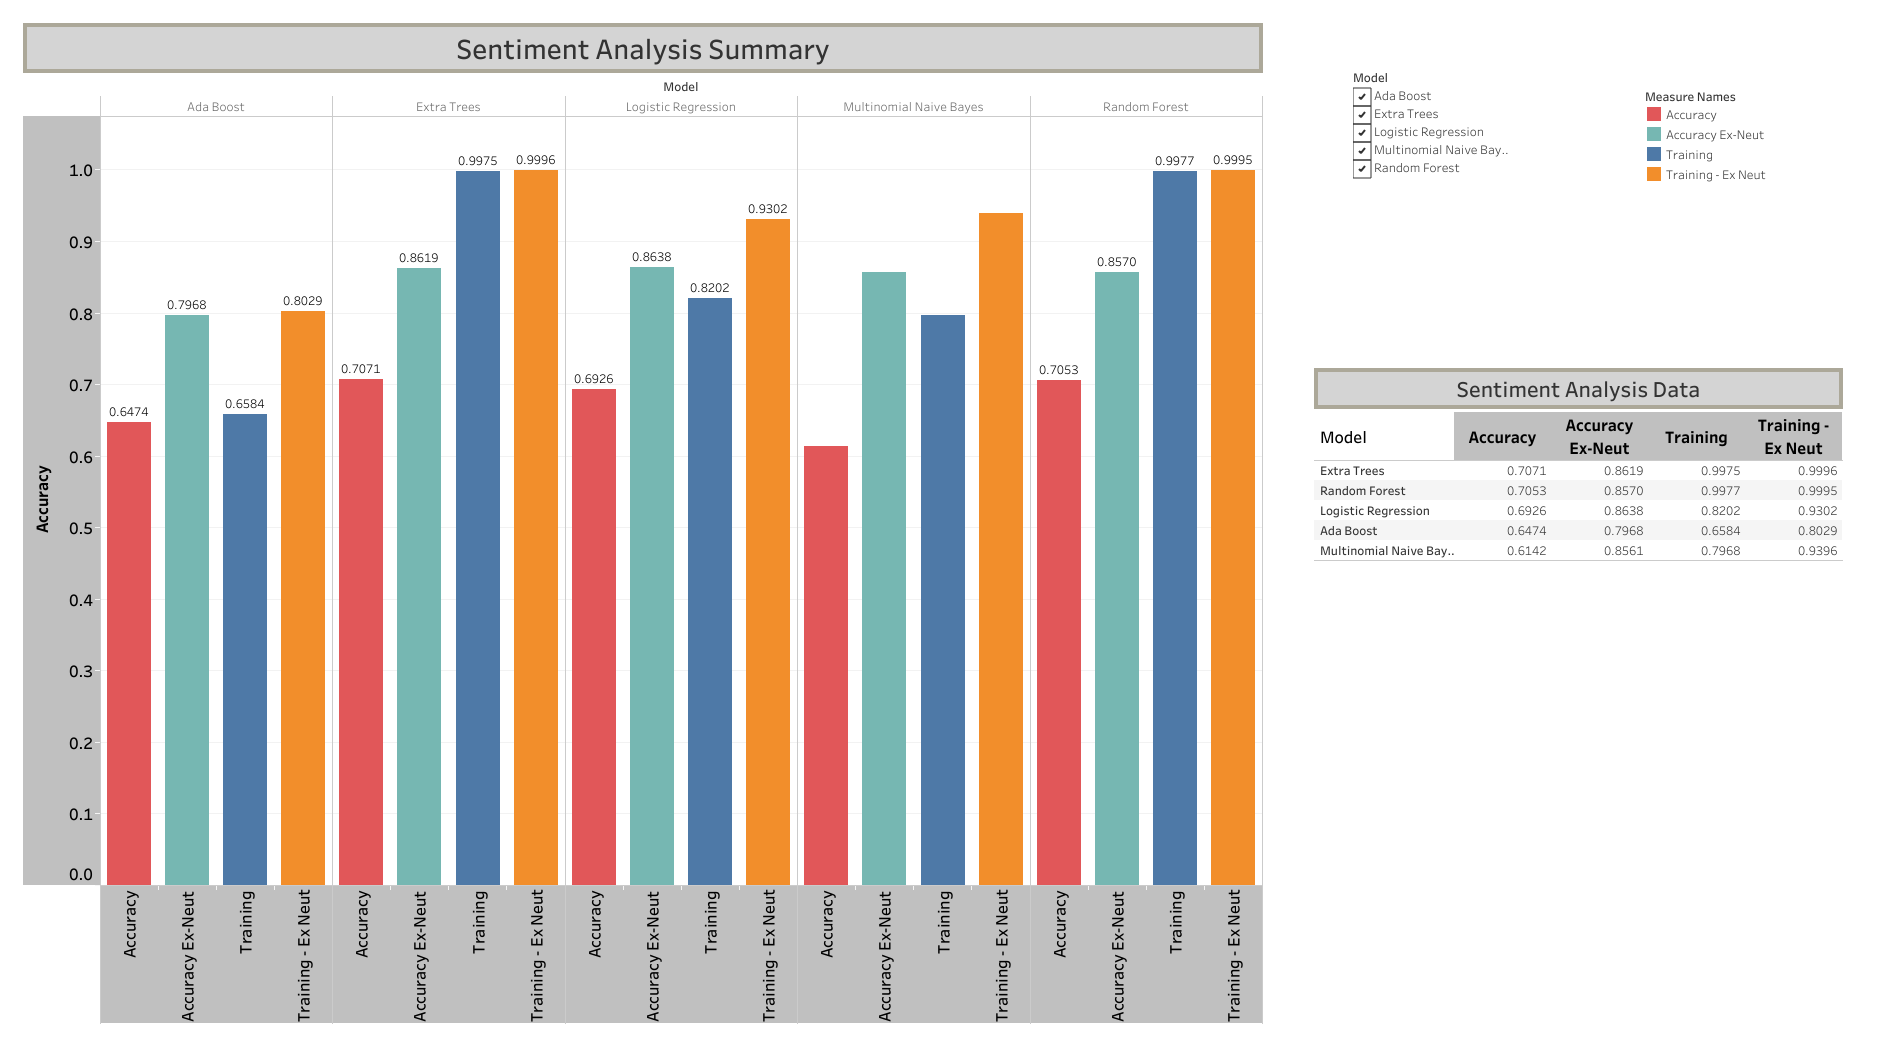 Sentiment Analysis Summary
Model
Ada Boost Extra Trees Logistic Regression Multinomial Naive Bayes Random Forest
Accuracy
1.0
0.9
0.8
0.7
0.6
0.5
0.4
0.3
0.2
0.1
0.0
0.6474 0.7968 0.6584 0.8029
0.7071 0.8619 0.9975 0.9996
0.6926 0.8638 0.8202 0.9302
0.7053 0.8570 0.9977 0.9995
Accuracy
Accuracy Ex-Neut
Training
Training - Ex Neut
Accuracy
Accuracy Ex-Neut
Training
Training - Ex Neut
Accuracy
Accuracy Ex-Neut
Training
Training - Ex Neut
Accuracy
Accuracy Ex-Neut
Training
Training - Ex Neut
Accuracy
Accuracy Ex-Neut
Training
Training - Ex Neut
Model
Ada Boost
Extra Trees
Logistic Regression
Multinomial Naive Bay..
Random Forest
Measure Names
Accuracy
Accuracy Ex-Neut
Training
Training - Ex Neut
Sentiment Analysis Data
Model Accuracy Accuracy Ex-Neut Training Training - Ex Neut
Extra Trees 0.7071 0.8619 0.9975 0.9996
Random Forest 0.7053 0.8570 0.9977 0.9995
Logistic Regression 0.6926 0.8638 0.8202 0.9302
Ada Boost 0.6474 0.7968 0.6584 0.8029
Multinomial Naive Bay.. 0.6142 0.8561 0.7968 0.9396